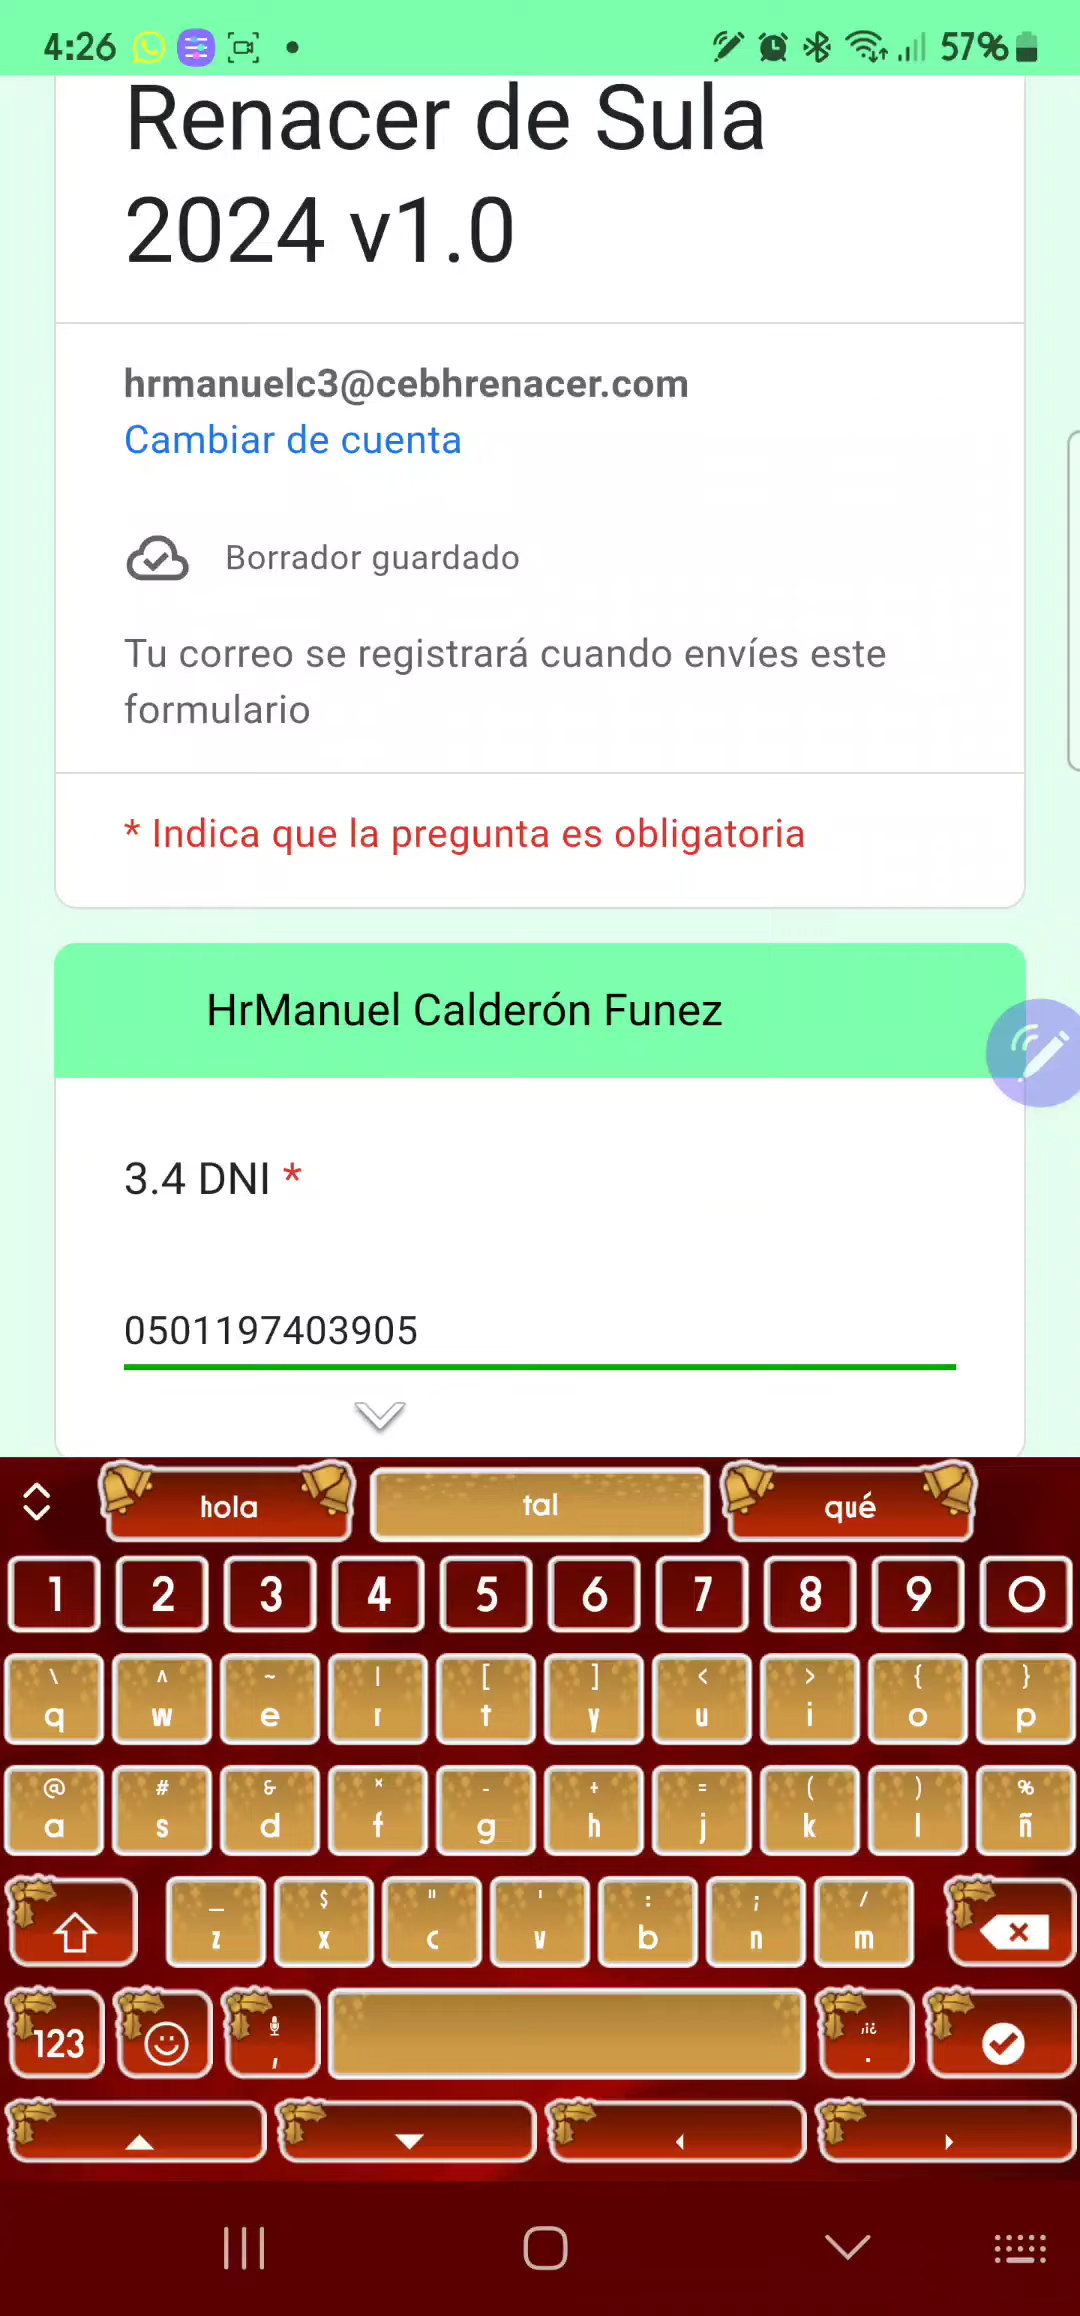 4:26 57%
Renacer de Sula
2024 v1.0
hrmanuelc3@cebhrenacer.com
Cambiar de cuenta
Borrador guardado
Tu correo se registrará cuando envíes este
formulario
* Indica que la pregunta es obligatoria
HrManuel Calderón Funez
3.4 DNI *
0501197403905
hola tal qué
1 2 3 4 5 6 7 8 9 0
\ ^ ~ | [ ] < > { }
q w e r t y u i o p
@ # & * - + = ( ) %
a s d f g h j k l ñ
_ $ " ' : ; /
z x c v b n m
123 , .